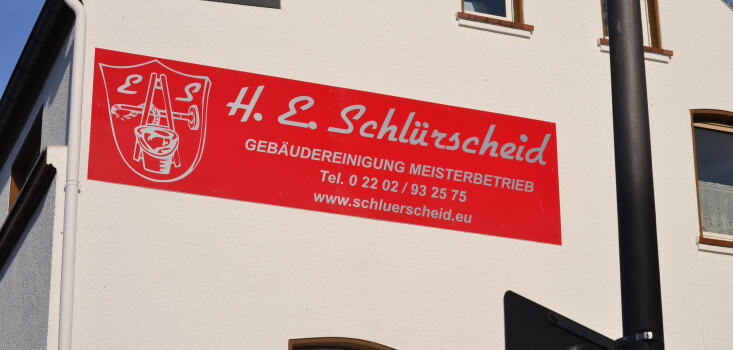 E S
H. E. Schlürscheid
GEBÄUDEREINIGUNG MEISTERBETRIEB
Tel. 0 22 02 / 93 25 75
www.schluerscheid.eu